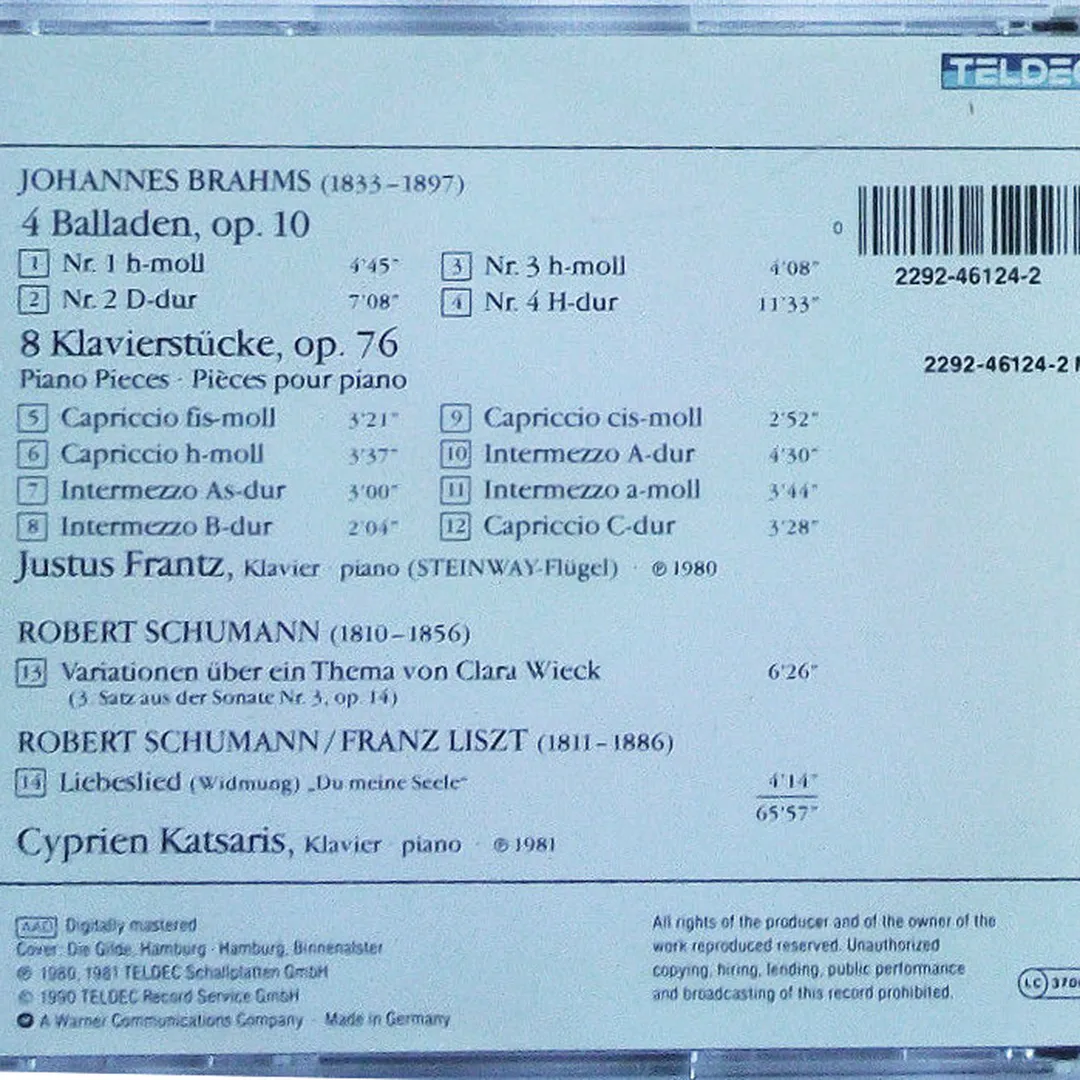 TELDEC
JOHANNES BRAHMS (1833–1897)
4 Balladen, op. 10
1 Nr. 1 h-moll 4'45" 3 Nr. 3 h-moll 4'08"
2 Nr. 2 D-dur 7'08" 4 Nr. 4 H-dur 11'33"
0
2292-46124-2
8 Klavierstücke, op. 76
2292-46124-2
Piano Pieces · Pièces pour piano
5 Capriccio fis-moll 3'21" 9 Capriccio cis-moll 2'52"
6 Capriccio h-moll 3'37" 10 Intermezzo A-dur 4'30"
7 Intermezzo As-dur 3'00" 11 Intermezzo a-moll 3'44"
8 Intermezzo B-dur 2'04" 12 Capriccio C-dur 3'28"
Justus Frantz, Klavier · piano (STEINWAY-Flügel) · ℗ 1980
ROBERT SCHUMANN (1810–1856)
13 Variationen über ein Thema von Clara Wieck 6'26"
(3. Satz aus der Sonate Nr. 3, op. 14)
ROBERT SCHUMANN/FRANZ LISZT (1811–1886)
14 Liebeslied (Widmung) „Du meine Seele“ 4'14"
65'57"
Cyprien Katsaris, Klavier · piano · ℗ 1981
AAD Digitally mastered
Cover: Die Gilde, Hamburg · Hamburg, Binnenalster
℗ 1980, 1981 TELDEC Schallplatten GmbH
© 1990 TELDEC Record Service GmbH
A Warner Communications Company · Made in Germany
All rights of the producer and of the owner of the
work reproduced reserved. Unauthorized
copying, hiring, lending, public performance
and broadcasting of this record prohibited.
LC